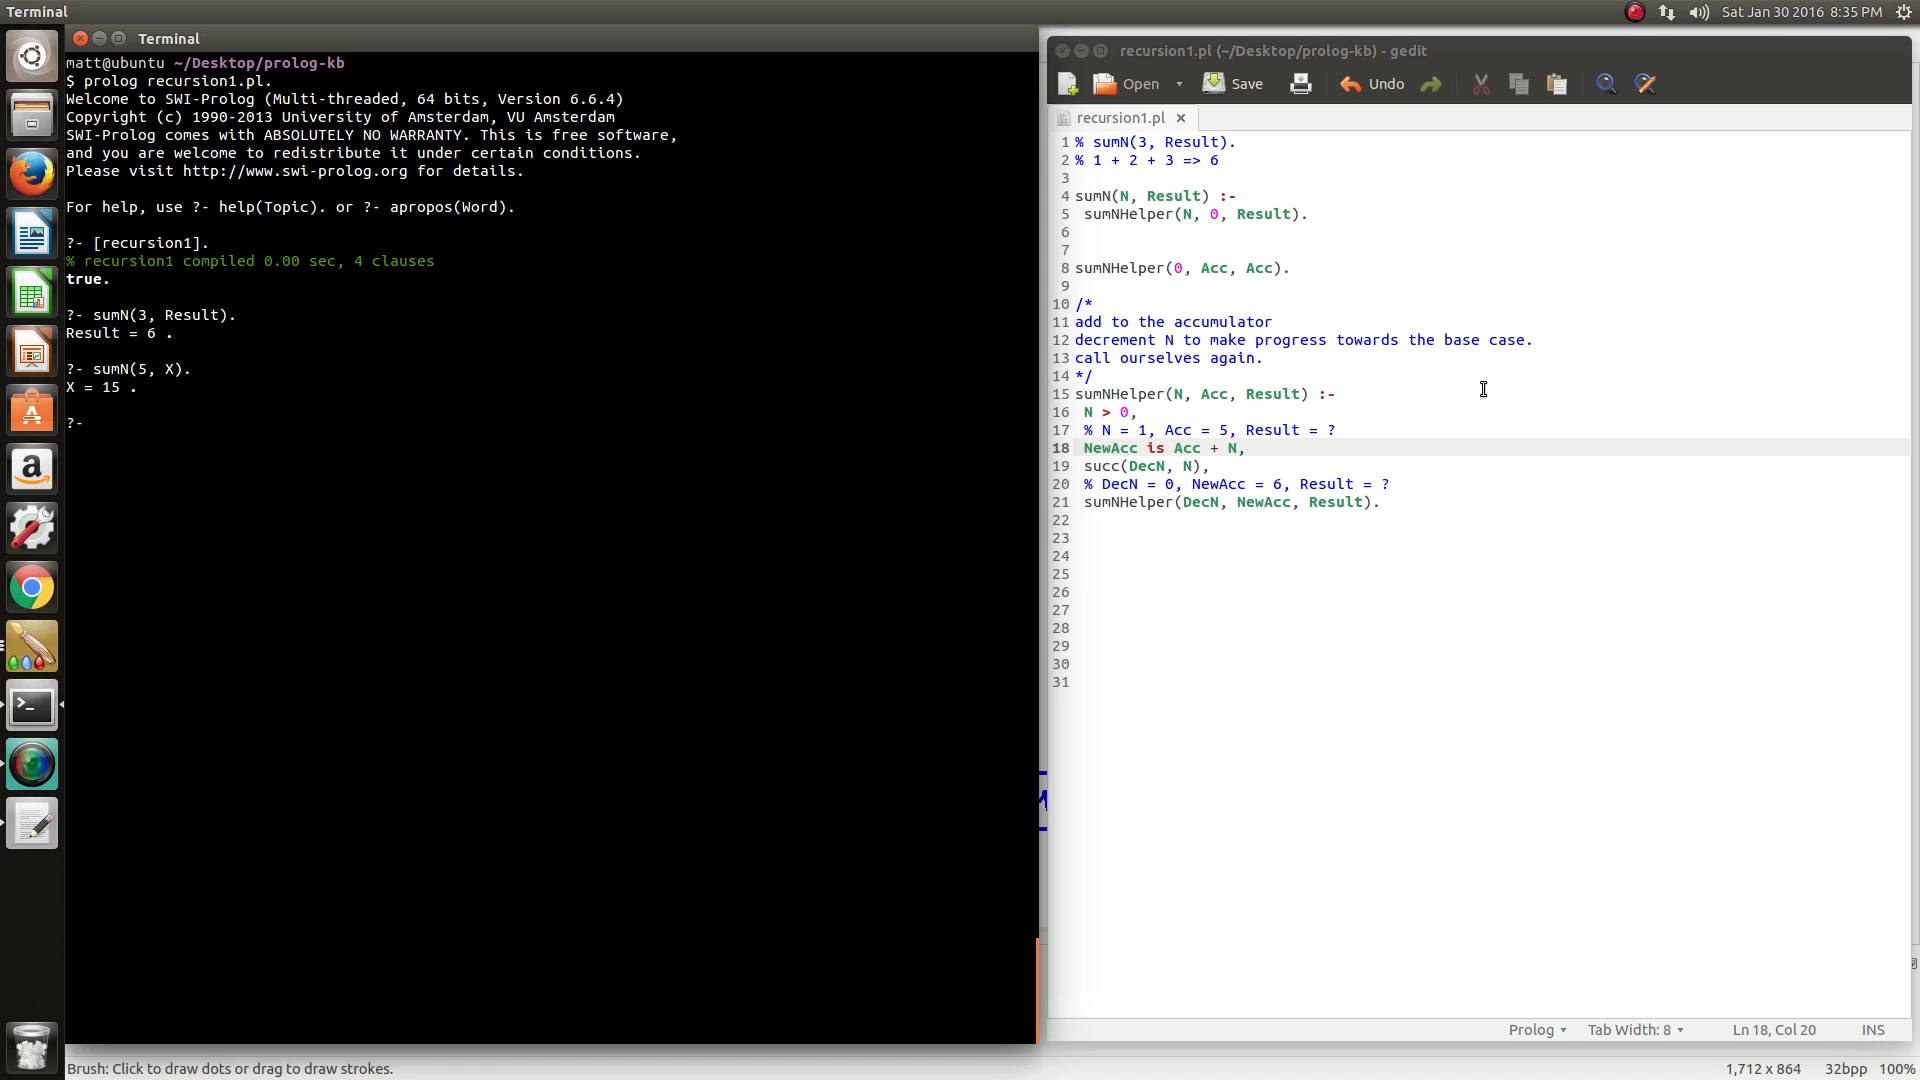 Terminal
Sat Jan 30 2016 8:35 PM
Terminal
matt@ubuntu ~/Desktop/prolog-kb
$ prolog recursion1.pl.
Welcome to SWI-Prolog (Multi-threaded, 64 bits, Version 6.6.4)
Copyright (c) 1990-2013 University of Amsterdam, VU Amsterdam
SWI-Prolog comes with ABSOLUTELY NO WARRANTY. This is free software,
and you are welcome to redistribute it under certain conditions.
Please visit http://www.swi-prolog.org for details.
For help, use ?- help(Topic). or ?- apropos(Word).
?- [recursion1].
% recursion1 compiled 0.00 sec, 4 clauses
true.
?- sumN(3, Result).
Result = 6 .
?- sumN(5, X).
X = 15 .
?-
recursion1.pl (~/Desktop/prolog-kb) - gedit
Open Save Undo
recursion1.pl
1 % sumN(3, Result).
2 % 1 + 2 + 3 => 6
3
4 sumN(N, Result) :-
5 sumNHelper(N, 0, Result).
6
7
8 sumNHelper(0, Acc, Acc).
9
10 /*
11 add to the accumulator
12 decrement N to make progress towards the base case.
13 call ourselves again.
14 */
15 sumNHelper(N, Acc, Result) :-
16 N > 0,
17 % N = 1, Acc = 5, Result = ?
18 NewAcc is Acc + N,
19 succ(DecN, N),
20 % DecN = 0, NewAcc = 6, Result = ?
21 sumNHelper(DecN, NewAcc, Result).
22
23
24
25
26
27
28
29
30
31
Prolog Tab Width: 8 Ln 18, Col 20 INS
Brush: Click to draw dots or drag to draw strokes.
1,712 x 864 32bpp 100%